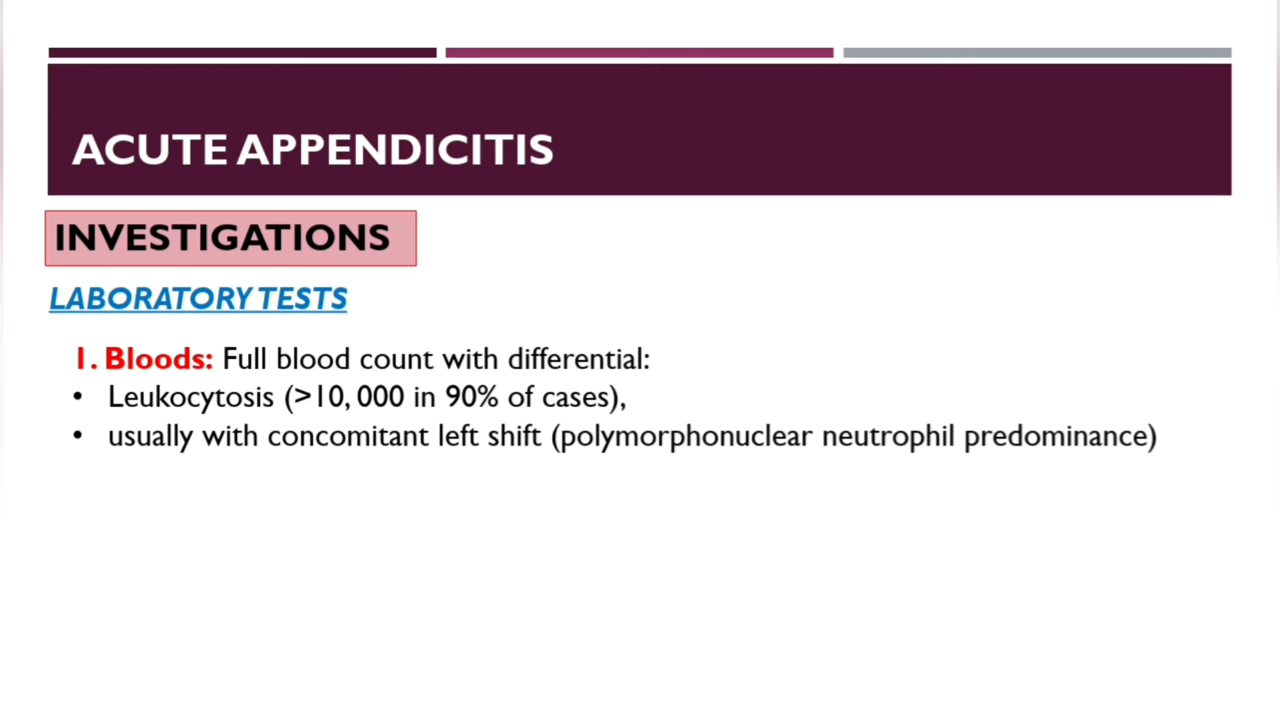 ACUTE APPENDICITIS
INVESTIGATIONS
LABORATORY TESTS
1. Bloods: Full blood count with differential:
• Leukocytosis (>10, 000 in 90% of cases),
• usually with concomitant left shift (polymorphonuclear neutrophil predominance)